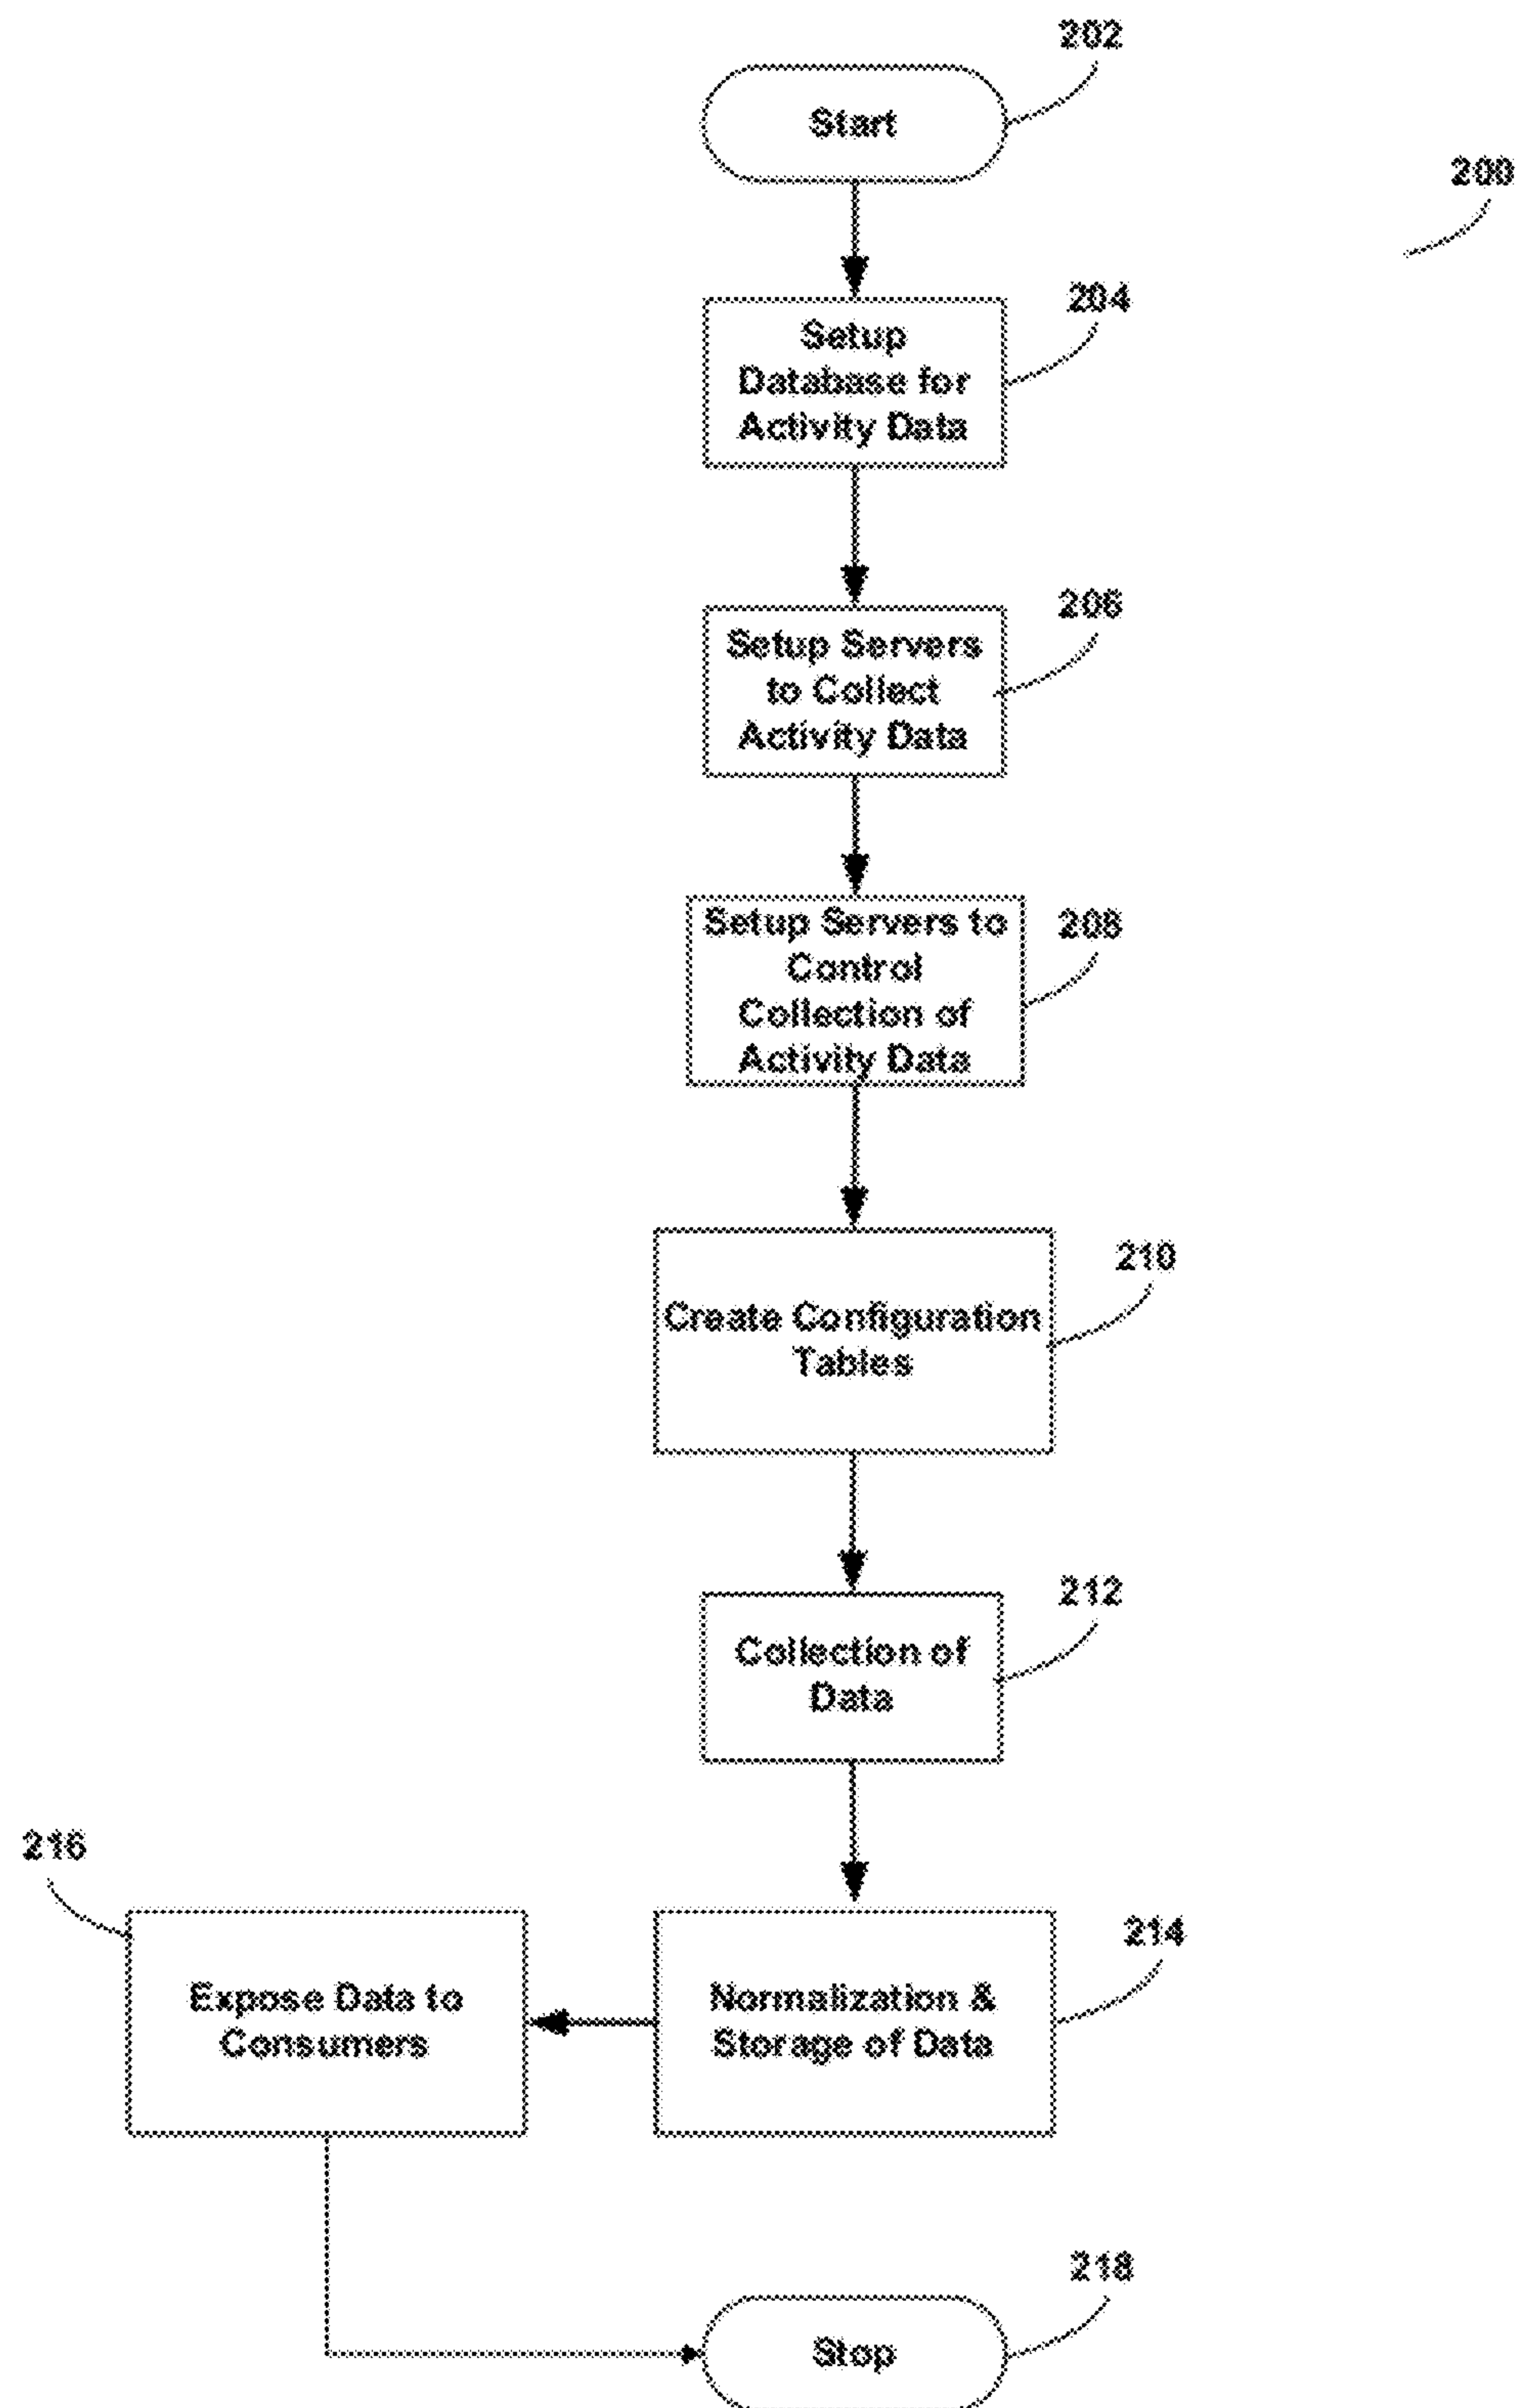 202
Start
200
204
Setup
Database for
Activity Data
206
Setup Servers
to Collect
Activity Data
208
Setup Servers to
Control
Collection of
Activity Data
210
Create Configuration
Tables
212
Collection of
Data
216
214
Expose Data to
Consumers
Normalization &
Storage of Data
218
Stop